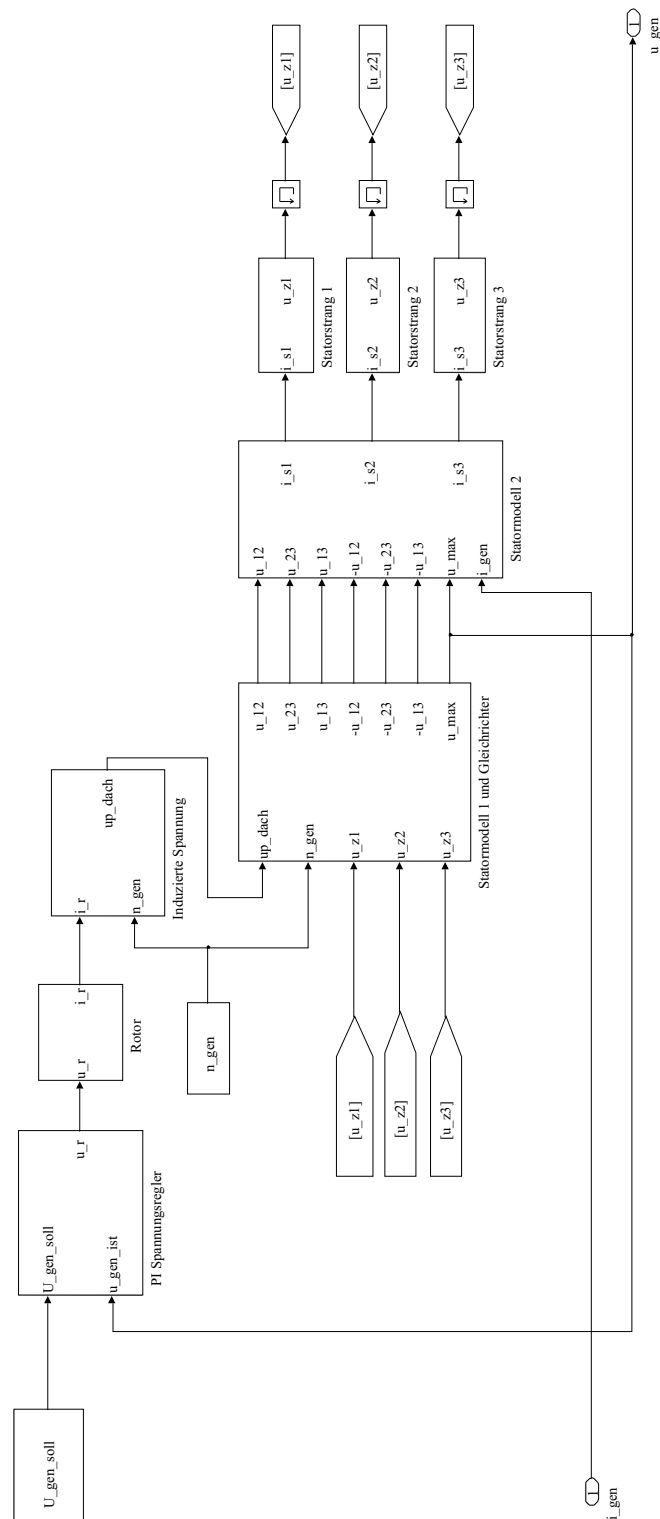 U_gen_soll
U_gen_soll
u_gen_ist
u_r
PI Spannungsregler
u_r
i_r
Rotor
i_r
n_gen
up_dach
Induzierte Spannung
n_gen
[u_z1]
[u_z2]
[u_z3]
up_dach
n_gen
u_z1
u_z2
u_z3
u_12
u_23
u_13
-u_12
-u_23
-u_13
u_max
Statormodell 1 und Gleichrichter
u_12
u_23
u_13
-u_12
-u_23
-u_13
u_max
i_gen
i_s1
i_s2
i_s3
Statormodell 2
i_s1
u_z1
Statorstrang 1
i_s2
u_z2
Statorstrang 2
i_s3
u_z3
Statorstrang 3
[u_z1]
[u_z2]
[u_z3]
1
i_gen
1
u_gen